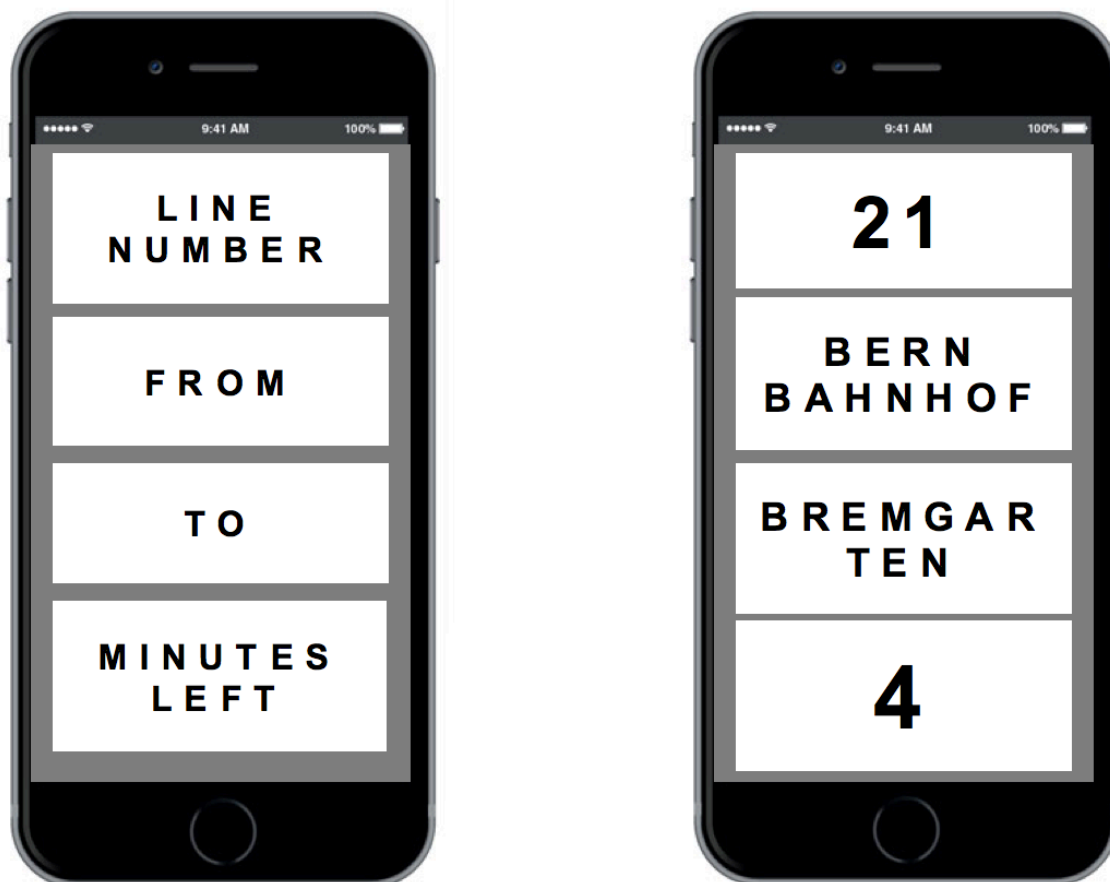 9:41 AM 100%
LINE
NUMBER
FROM
TO
MINUTES
LEFT
9:41 AM 100%
21
BERN
BAHNHOF
BREMGAR
TEN
4